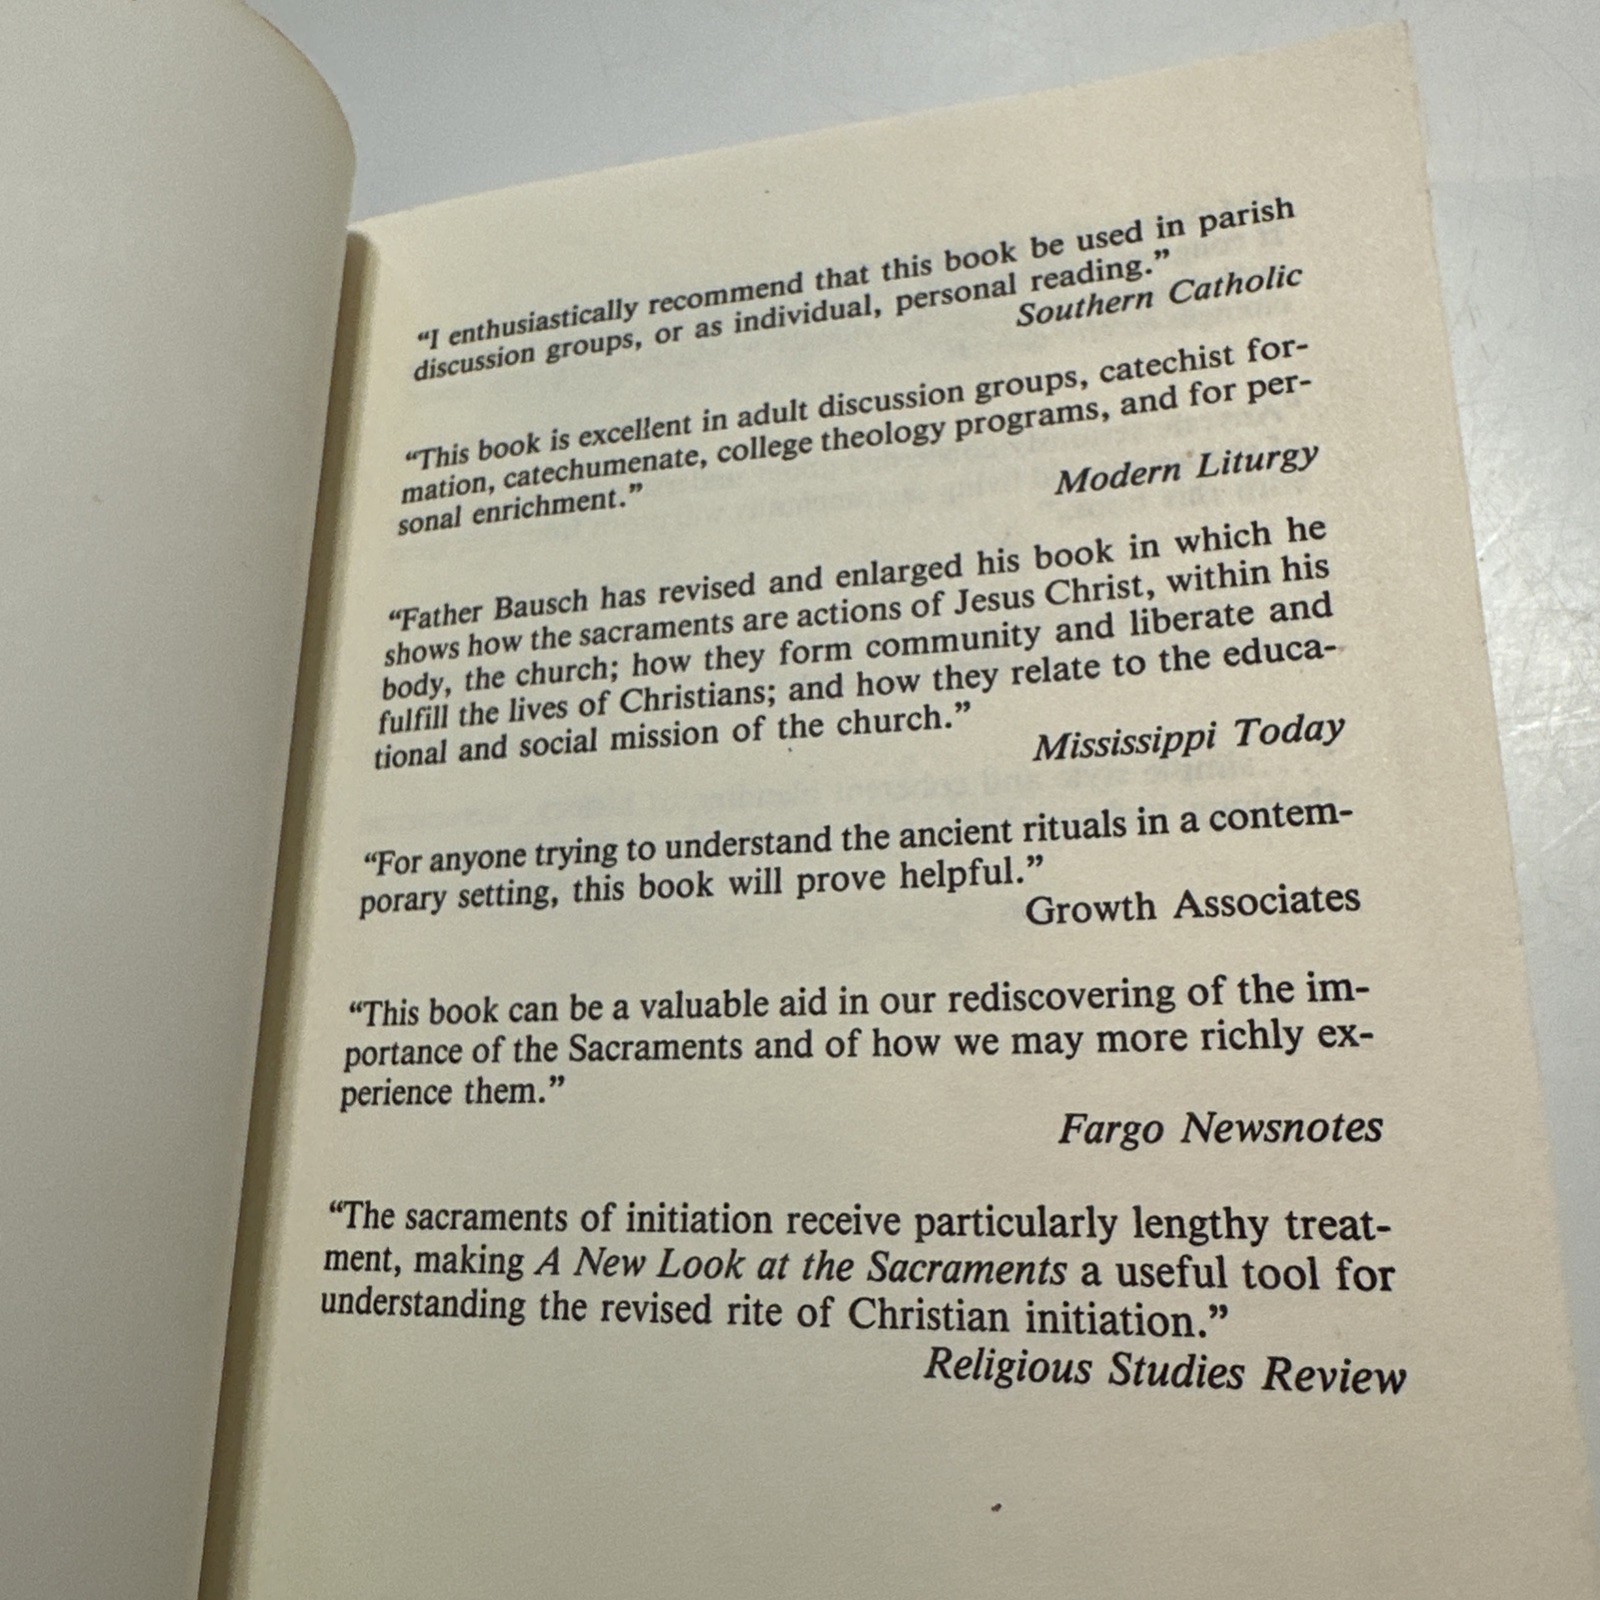 “I enthusiastically recommend that this book be used in parish
discussion groups, or as individual, personal reading.”
Southern Catholic
“This book is excellent in adult discussion groups, catechist for-
mation, catechumenate, college theology programs, and for per-
sonal enrichment.”
Modern Liturgy
“Father Bausch has revised and enlarged his book in which he
shows how the sacraments are actions of Jesus Christ, within his
body, the church; how they form community and liberate and
fulfill the lives of Christians; and how they relate to the educa-
tional and social mission of the church.”
Mississippi Today
“For anyone trying to understand the ancient rituals in a contem-
porary setting, this book will prove helpful.”
Growth Associates
“This book can be a valuable aid in our rediscovering of the im-
portance of the Sacraments and of how we may more richly ex-
perience them.”
Fargo Newsnotes
“The sacraments of initiation receive particularly lengthy treat-
ment, making A New Look at the Sacraments a useful tool for
understanding the revised rite of Christian initiation.”
Religious Studies Review